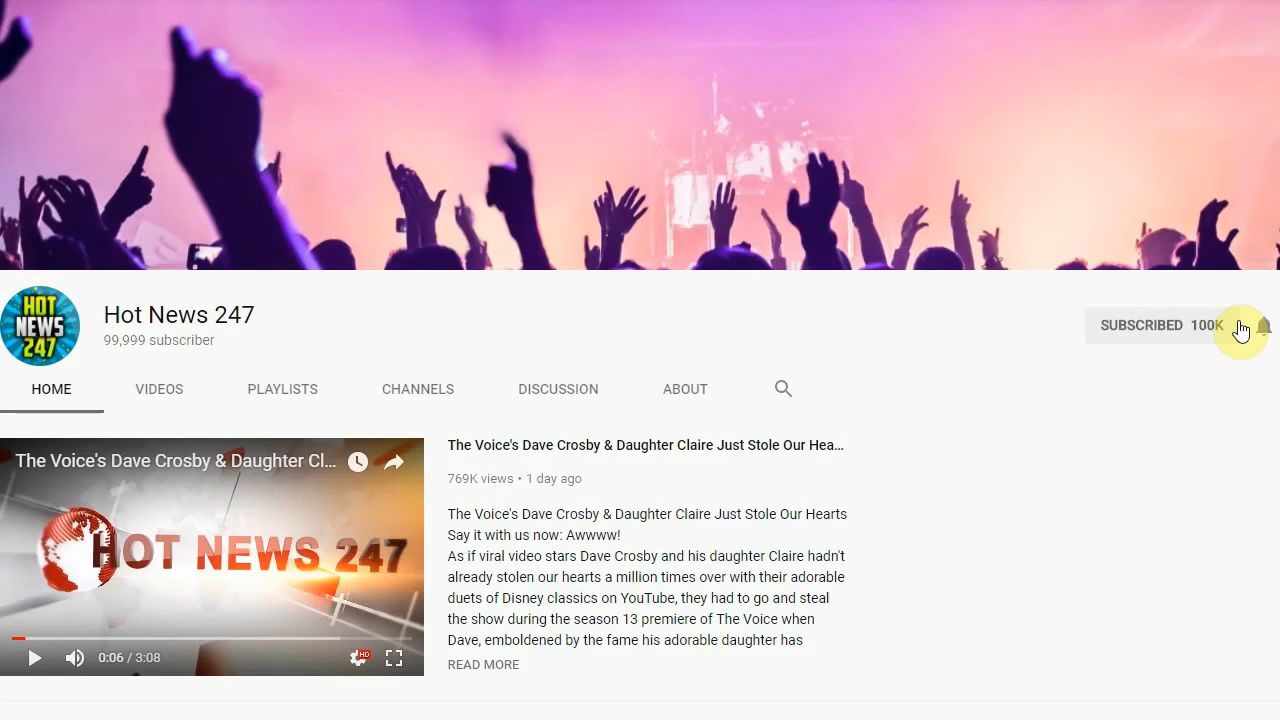 HOT
NEWS
247
Hot News 247
99,999 subscriber
SUBSCRIBED 100K
HOME VIDEOS PLAYLISTS CHANNELS DISCUSSION ABOUT
The Voice's Dave Crosby & Daughter Cl...
HOT NEWS 247
0:06 / 3:08
HD
The Voice's Dave Crosby & Daughter Claire Just Stole Our Hea...
769K views • 1 day ago
The Voice's Dave Crosby & Daughter Claire Just Stole Our Hearts
Say it with us now: Awwww!
As if viral video stars Dave Crosby and his daughter Claire hadn't
already stolen our hearts a million times over with their adorable
duets of Disney classics on YouTube, they had to go and steal
the show during the season 13 premiere of The Voice when
Dave, emboldened by the fame his adorable daughter has
READ MORE